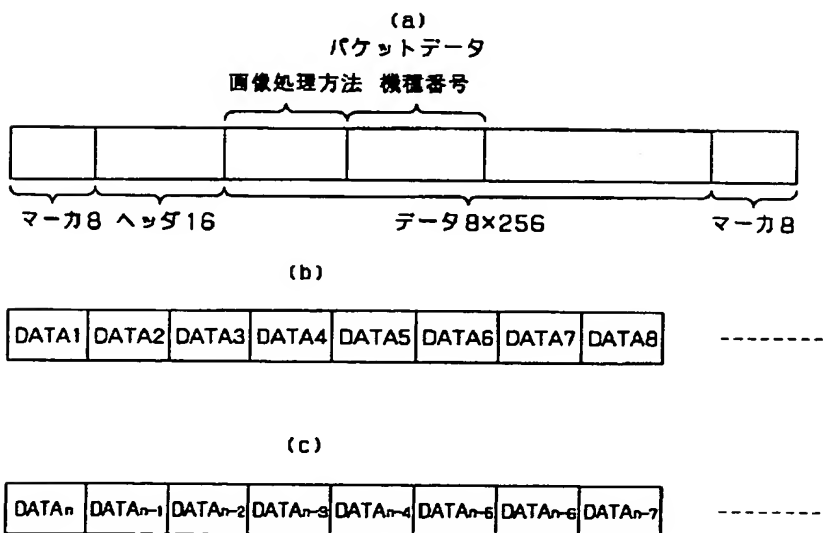 (a)
パケットデータ
画像処理方法 機種番号
マーカ8 ヘッダ16 データ8×256 マーカ8
(b)
DATA1 DATA2 DATA3 DATA4 DATA5 DATA6 DATA7 DATA8
(c)
DATAn DATAn-1 DATAn-2 DATAn-3 DATAn-4 DATAn-5 DATAn-6 DATAn-7